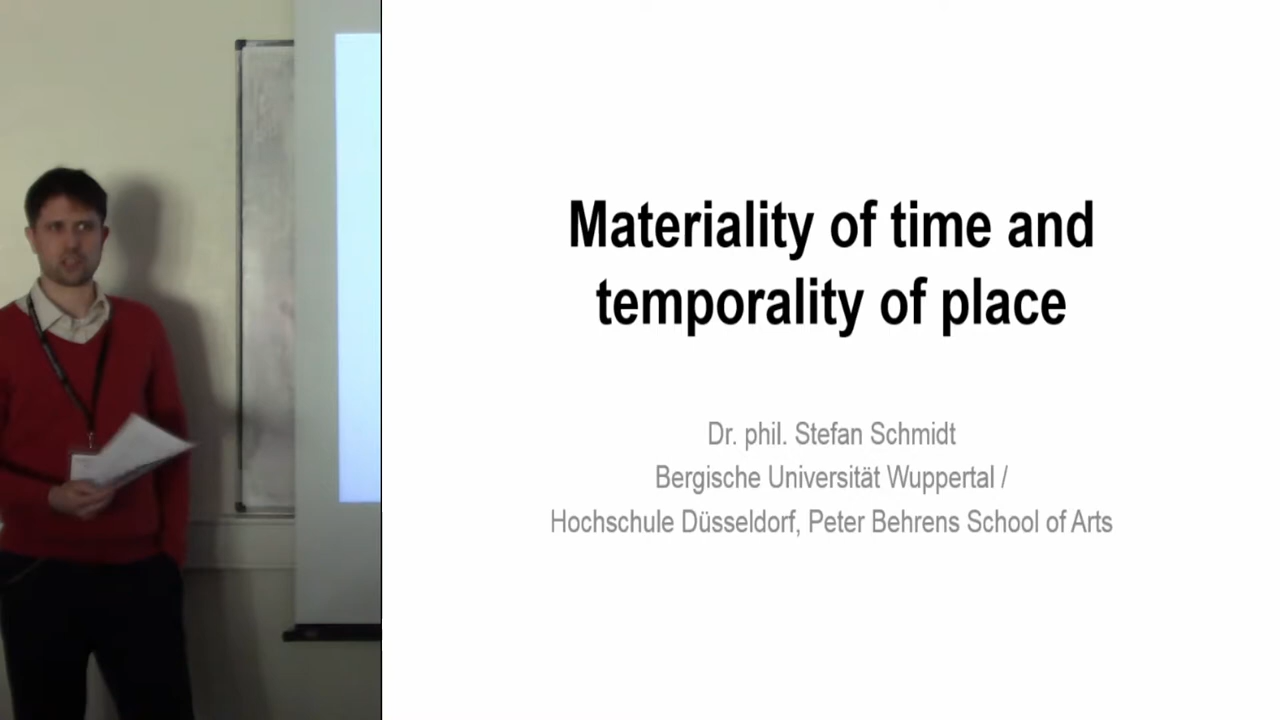 Materiality of time and
temporality of place
Dr. phil. Stefan Schmidt
Bergische Universität Wuppertal /
Hochschule Düsseldorf, Peter Behrens School of Arts